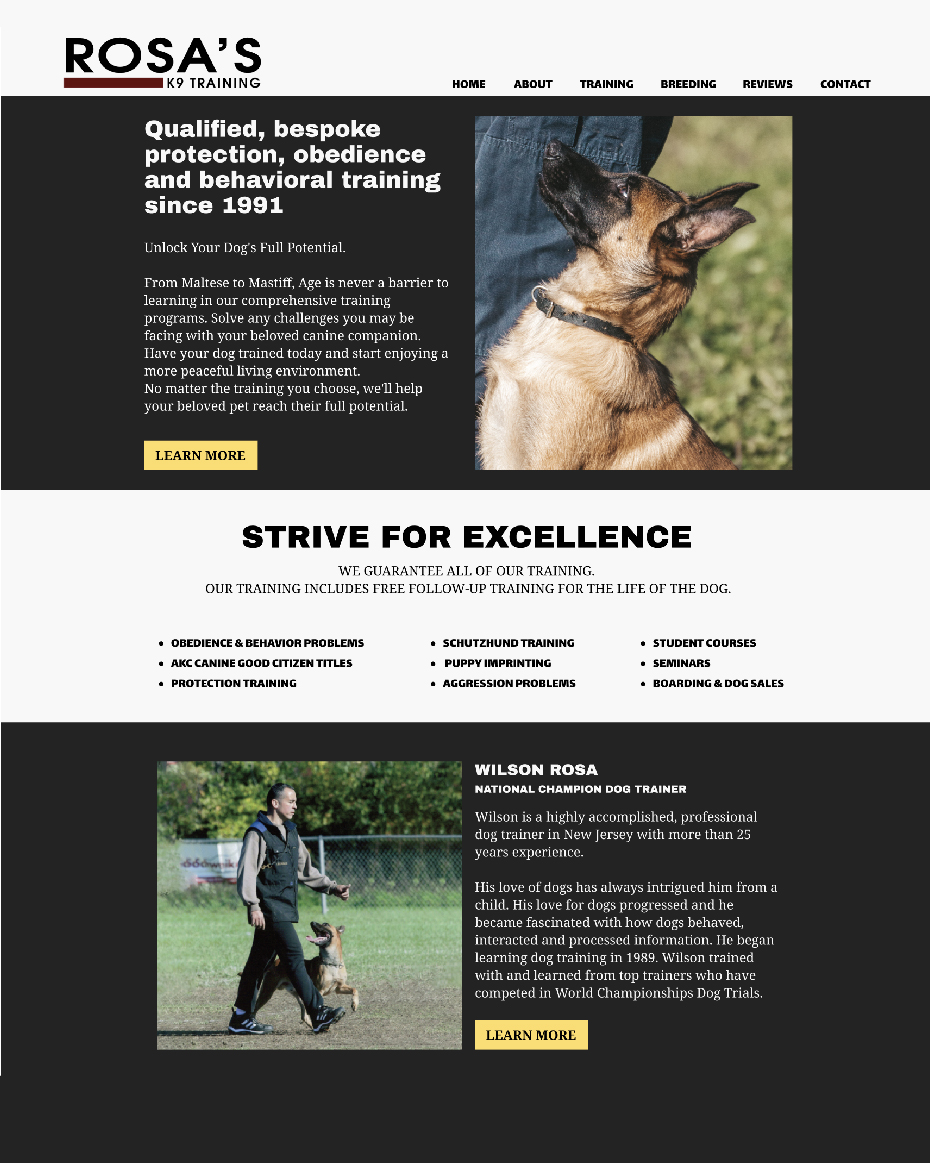 ROSA'S
K9 TRAINING
HOME ABOUT TRAINING BREEDING REVIEWS CONTACT
Qualified, bespoke
protection, obedience
and behavioral training
since 1991
Unlock Your Dog's Full Potential.
From Maltese to Mastiff, Age is never a barrier to
learning in our comprehensive training
programs. Solve any challenges you may be
facing with your beloved canine companion.
Have your dog trained today and start enjoying a
more peaceful living environment.
No matter the training you choose, we'll help
your beloved pet reach their full potential.
LEARN MORE
STRIVE FOR EXCELLENCE
WE GUARANTEE ALL OF OUR TRAINING.
OUR TRAINING INCLUDES FREE FOLLOW-UP TRAINING FOR THE LIFE OF THE DOG.
• OBEDIENCE & BEHAVIOR PROBLEMS
• AKC CANINE GOOD CITIZEN TITLES
• PROTECTION TRAINING
• SCHUTZHUND TRAINING
• PUPPY IMPRINTING
• AGGRESSION PROBLEMS
• STUDENT COURSES
• SEMINARS
• BOARDING & DOG SALES
WILSON ROSA
NATIONAL CHAMPION DOG TRAINER
Wilson is a highly accomplished, professional
dog trainer in New Jersey with more than 25
years experience.
His love of dogs has always intrigued him from a
child. His love for dogs progressed and he
became fascinated with how dogs behaved,
interacted and processed information. He began
learning dog training in 1989. Wilson trained
with and learned from top trainers who have
competed in World Championships Dog Trials.
LEARN MORE